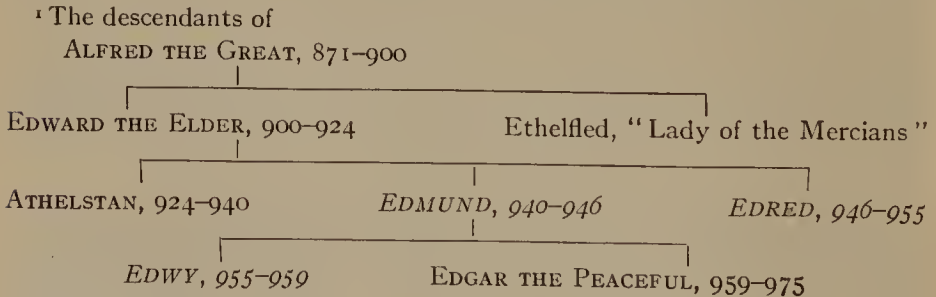 ¹ The descendants of
ALFRED THE GREAT, 871–900
EDWARD THE ELDER, 900–924 Ethelfled, “Lady of the Mercians”
ATHELSTAN, 924–940 EDMUND, 940–946 EDRED, 946–955
EDWY, 955–959 EDGAR THE PEACEFUL, 959–975